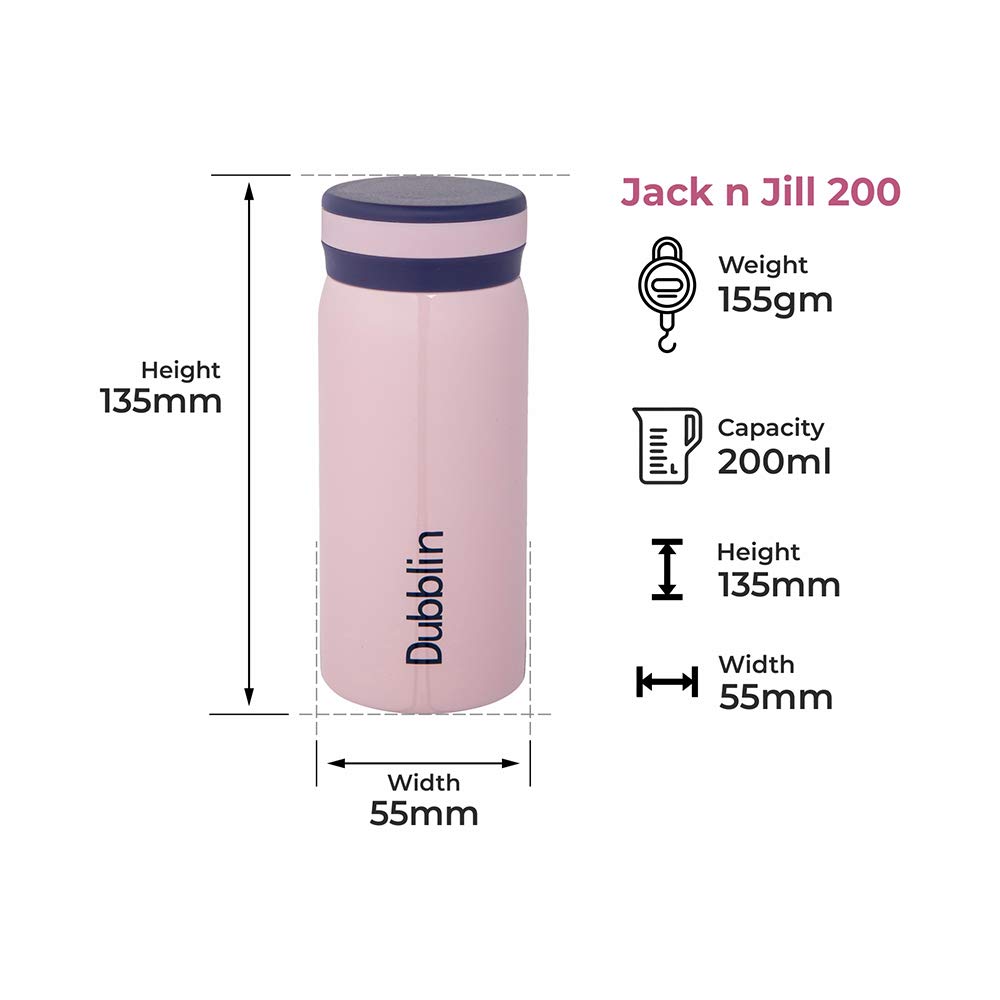 Jack n Jill 200
Weight
155gm
Height
135mm
Capacity
200ml
Dubblin
Height
135mm
Width
55mm
Width
55mm